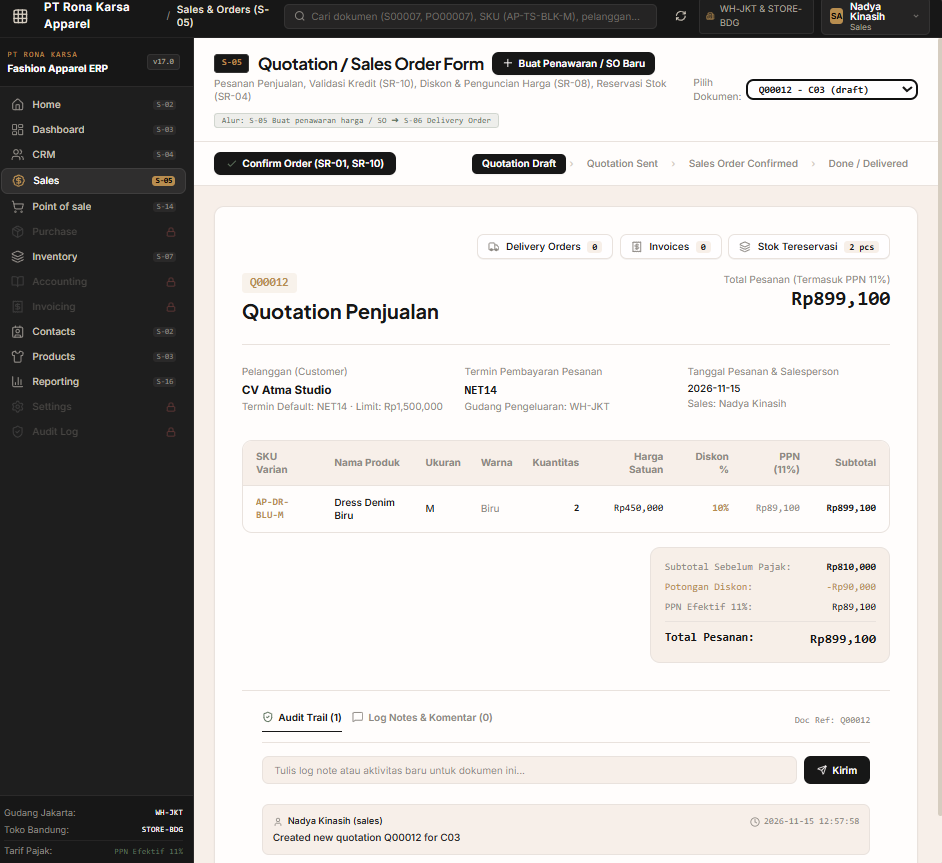 PT Rona Karsa
Apparel
/ Sales & Orders (S-
05)
Cari dokumen (S00007, PO00007), SKU (AP-TS-BLK-M), pelanggan...
WH-JKT & STORE-
BDG
SA
Nadya
Kinasih
Sales
PT RONA KARSA
Fashion Apparel ERP
v17.0
Home S-02
Dashboard S-03
CRM S-04
Sales S-05
Point of sale S-14
Purchase
Inventory S-07
Accounting
Invoicing
Contacts S-02
Products S-03
Reporting S-16
Settings
Audit Log
Gudang Jakarta: WH-JKT
Toko Bandung: STORE-BDG
Tarif Pajak: PPN Efektif 11%
S-05 Quotation / Sales Order Form + Buat Penawaran / SO Baru
Pesanan Penjualan, Validasi Kredit (SR-10), Diskon & Penguncian Harga (SR-08), Reservasi Stok
(SR-04)
Alur: S-05 Buat penawaran harga / SO ➔ S-06 Delivery Order
Pilih
Dokumen:
Q00012 - C03 (draft)
Confirm Order (SR-01, SR-10)
Quotation Draft › Quotation Sent › Sales Order Confirmed › Done / Delivered
Delivery Orders 0 Invoices 0 Stok Tereservasi 2 pcs
Q00012
Quotation Penjualan
Total Pesanan (Termasuk PPN 11%)
Rp899,100
Pelanggan (Customer)
CV Atma Studio
Termin Default: NET14 · Limit: Rp1,500,000
Termin Pembayaran Pesanan
NET14
Gudang Pengeluaran: WH-JKT
Tanggal Pesanan & Salesperson
2026-11-15
Sales: Nadya Kinasih
SKU
Varian
Nama Produk
Ukuran
Warna
Kuantitas
Harga
Satuan
Diskon
%
PPN
(11%)
Subtotal
AP-DR-
BLU-M
Dress Denim
Biru
M
Biru
2
Rp450,000
10%
Rp89,100
Rp899,100
Subtotal Sebelum Pajak: Rp810,000
Potongan Diskon: -Rp90,000
PPN Efektif 11%: Rp89,100
Total Pesanan: Rp899,100
Audit Trail (1) Log Notes & Komentar (0) Doc Ref: Q00012
Tulis log note atau aktivitas baru untuk dokumen ini...
Kirim
Nadya Kinasih (sales) 2026-11-15 12:57:58
Created new quotation Q00012 for C03